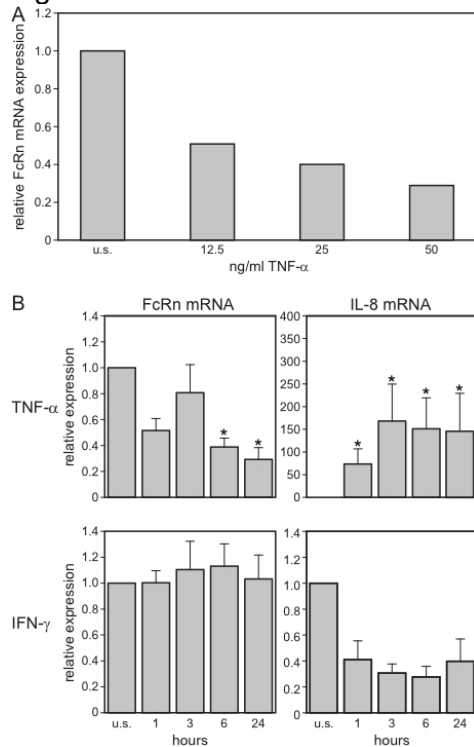 A
1.2
1.0
0.8
0.6
0.4
0.2
0
relative FcRn mRNA expression
u.s. 12.5 25 50
ng/ml TNF-α
B
FcRn mRNA IL-8 mRNA
TNF-α
relative expression
1.4
1.2
1.0
0.8
0.6
0.4
0.2
0
* *
400
350
300
250
200
150
100
50
0
* * * *
IFN-γ
relative expression
1.4
1.2
1.0
0.8
0.6
0.4
0.2
0
u.s. 1 3 6 24
hours
1.4
1.2
1.0
0.8
0.6
0.4
0.2
0
u.s. 1 3 6 24
hours